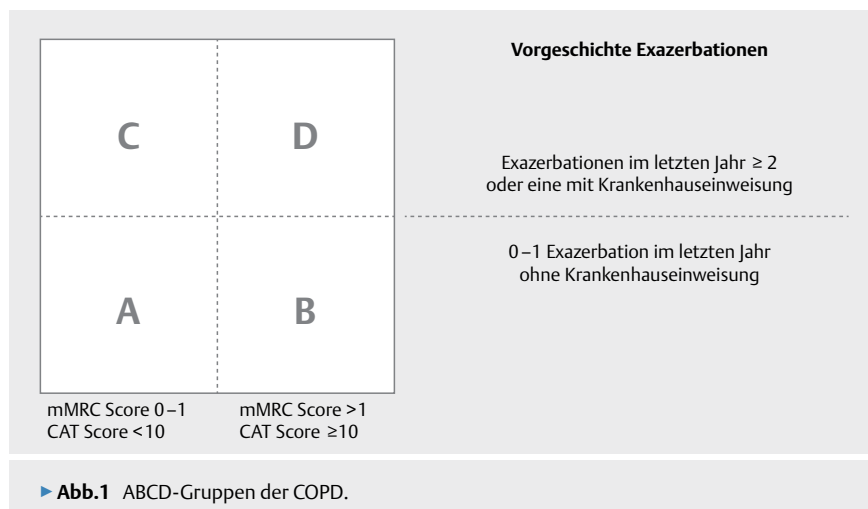 Vorgeschichte Exazerbationen
C
D
Exazerbationen im letzten Jahr ≥ 2
oder eine mit Krankenhauseinweisung
0–1 Exazerbation im letzten Jahr
ohne Krankenhauseinweisung
A
B
mMRC Score 0–1
CAT Score <10
mMRC Score >1
CAT Score ≥10
▶ Abb.1 ABCD-Gruppen der COPD.